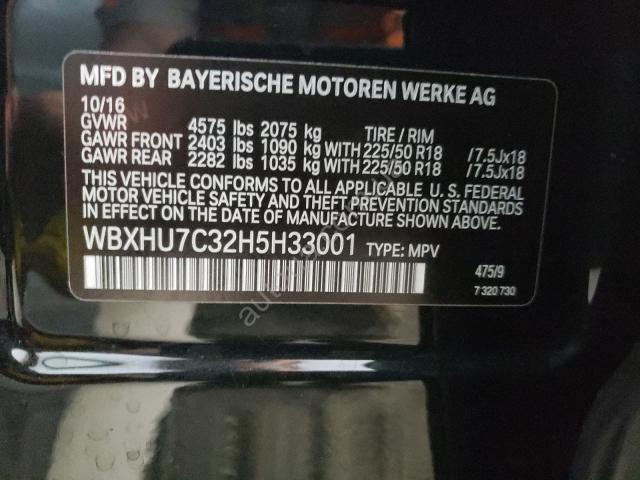 MFD BY BAYERISCHE MOTOREN WERKE AG
10/16
GVWR 4575 lbs 2075 kg TIRE / RIM
GAWR FRONT 2403 lbs 1090 kg WITH 225/50 R18 /7.5Jx18
GAWR REAR 2282 lbs 1035 kg WITH 225/50 R18 /7.5Jx18
THIS VEHICLE CONFORMS TO ALL APPLICABLE U. S. FEDERAL
MOTOR VEHICLE SAFETY AND THEFT PREVENTION STANDARDS
IN EFFECT ON THE DATE OF MANUFACTURE SHOWN ABOVE.
WBXHU7C32H5H33001 TYPE: MPV
475/9
7 320 730